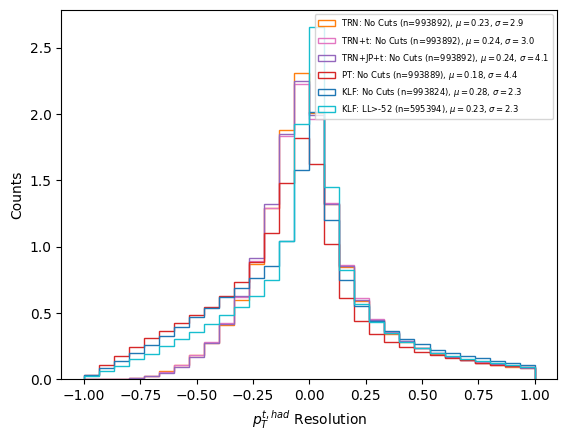 TRN: No Cuts (n=993892), μ = 0.23, σ = 2.9
TRN+t: No Cuts (n=993892), μ = 0.24, σ = 3.0
TRN+JP+t: No Cuts (n=993892), μ = 0.24, σ = 4.1
PT: No Cuts (n=993889), μ = 0.18, σ = 4.4
KLF: No Cuts (n=993824), μ = 0.28, σ = 2.3
KLF: LL>-52 (n=595394), μ = 0.23, σ = 2.3
2.5
2.0
1.5
1.0
0.5
0.0
Counts
−1.00 −0.75 −0.50 −0.25 0.00 0.25 0.50 0.75 1.00
p_T^{t, had} Resolution